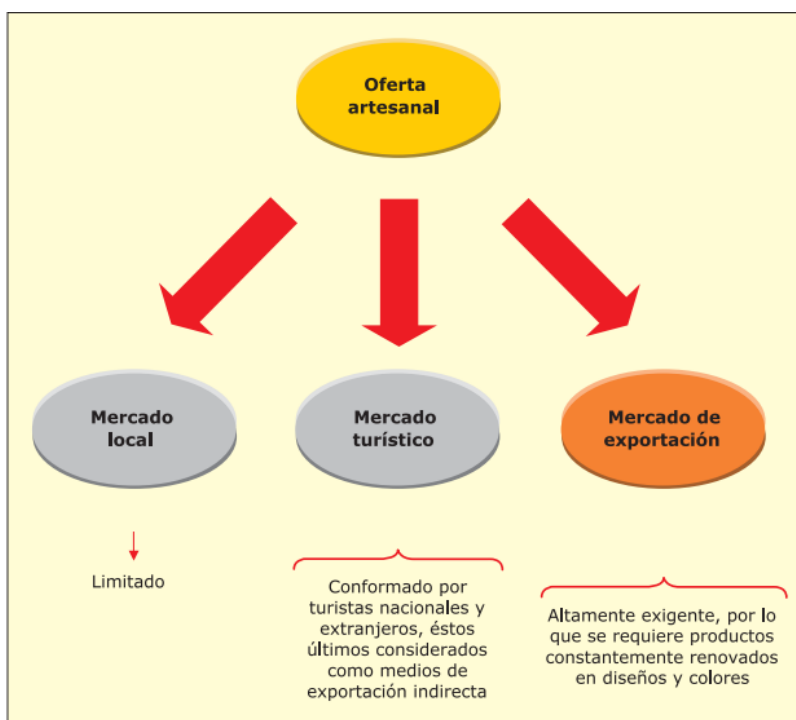 Oferta
artesanal
Mercado
local
Mercado
turístico
Mercado de
exportación
Limitado
Conformado por
turistas nacionales y
extranjeros, éstos
últimos considerados
como medios de
exportación indirecta
Altamente exigente, por lo
que se requiere productos
constantemente renovados
en diseños y colores